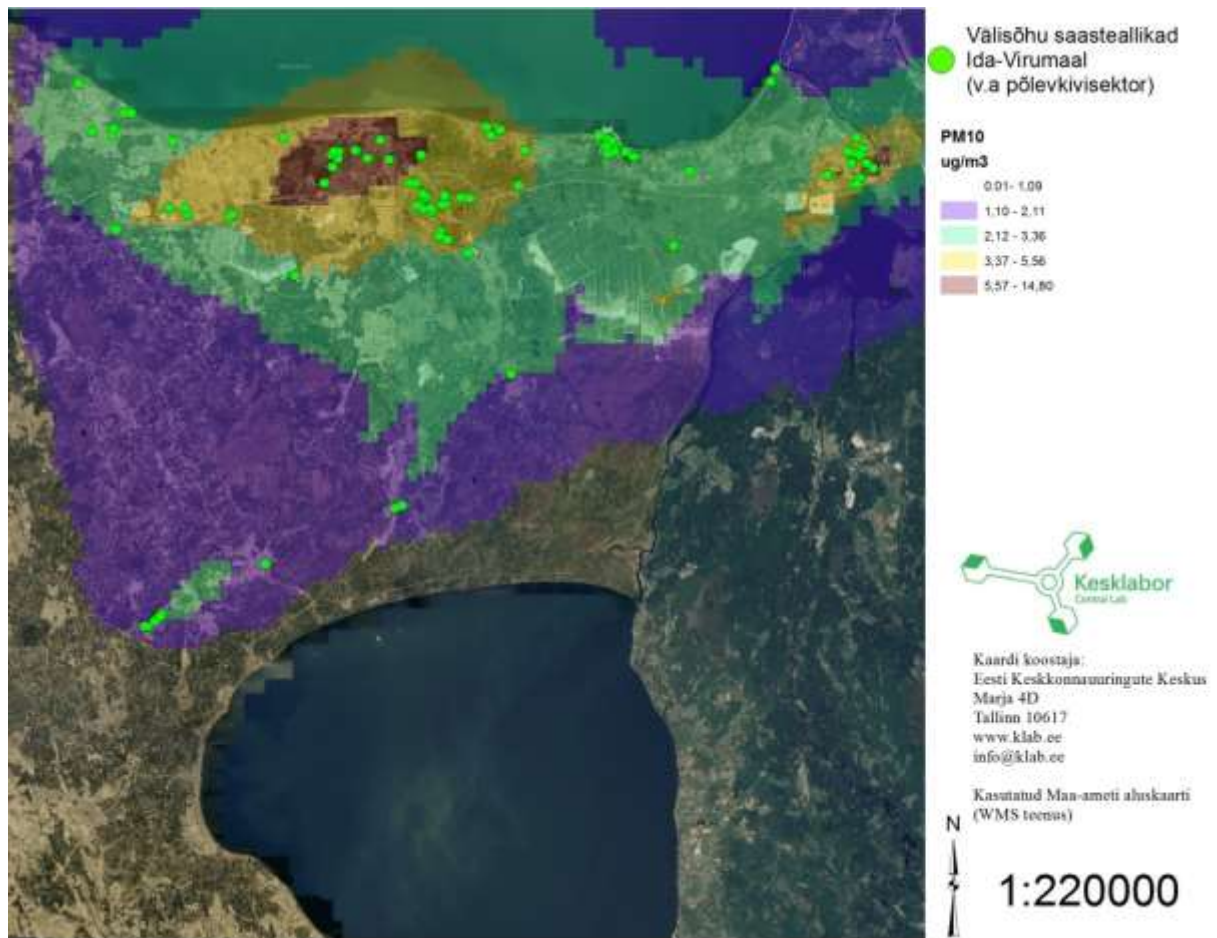 Välisõhu saasteallikad
Ida-Virumaal
(v.a põlevkivisektor)
PM10
ug/m3
0,01- 1,09
1,10 - 2,11
2,12 - 3,36
3,37 - 5,56
5,57 - 14,80
Kesklabor
Central Lab
Kaardi koostaja:
Eesti Keskkonnauuringute Keskus
Marja 4D
Tallinn 10617
www.klab.ee
info@klab.ee
Kasutatud Maa-ameti aluskaarti
(WMS teenus)
N
1:220000